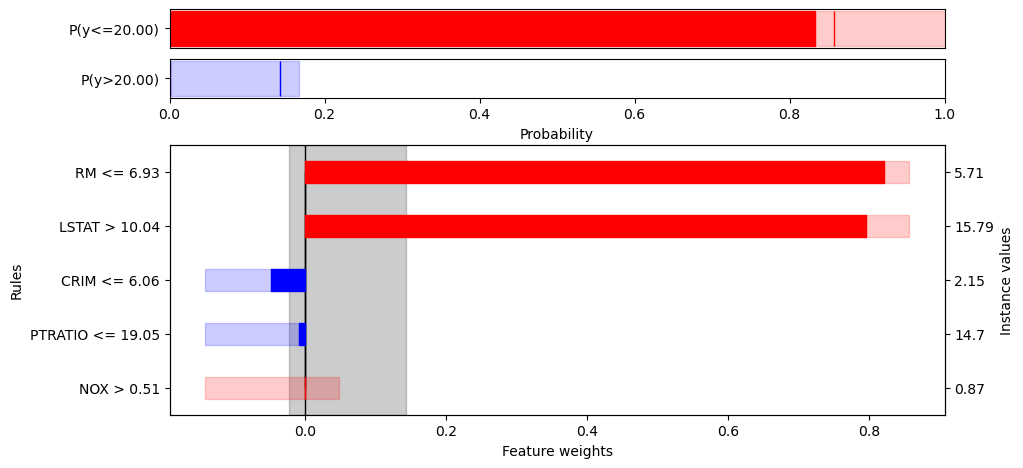 P(y<=20.00)
P(y>20.00)
0.0 0.2 0.4 0.6 0.8 1.0
Probability
RM <= 6.93 5.71
LSTAT > 10.04 15.79
CRIM <= 6.06 2.15
PTRATIO <= 19.05 14.7
NOX > 0.51 0.87
Rules
Instance values
0.0 0.2 0.4 0.6 0.8
Feature weights